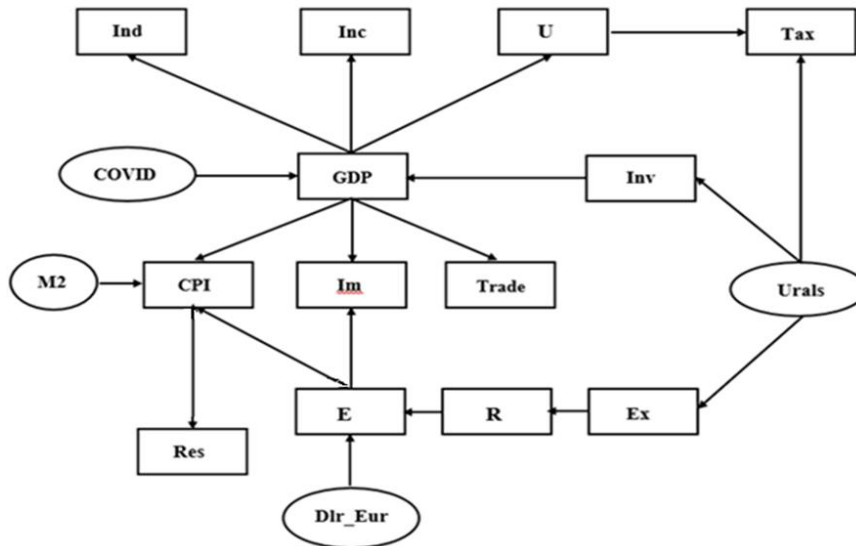 Ind
Inc
U
Tax
COVID
GDP
Inv
M2
CPI
Im
Trade
Urals
E
R
Ex
Res
Dlr_Eur